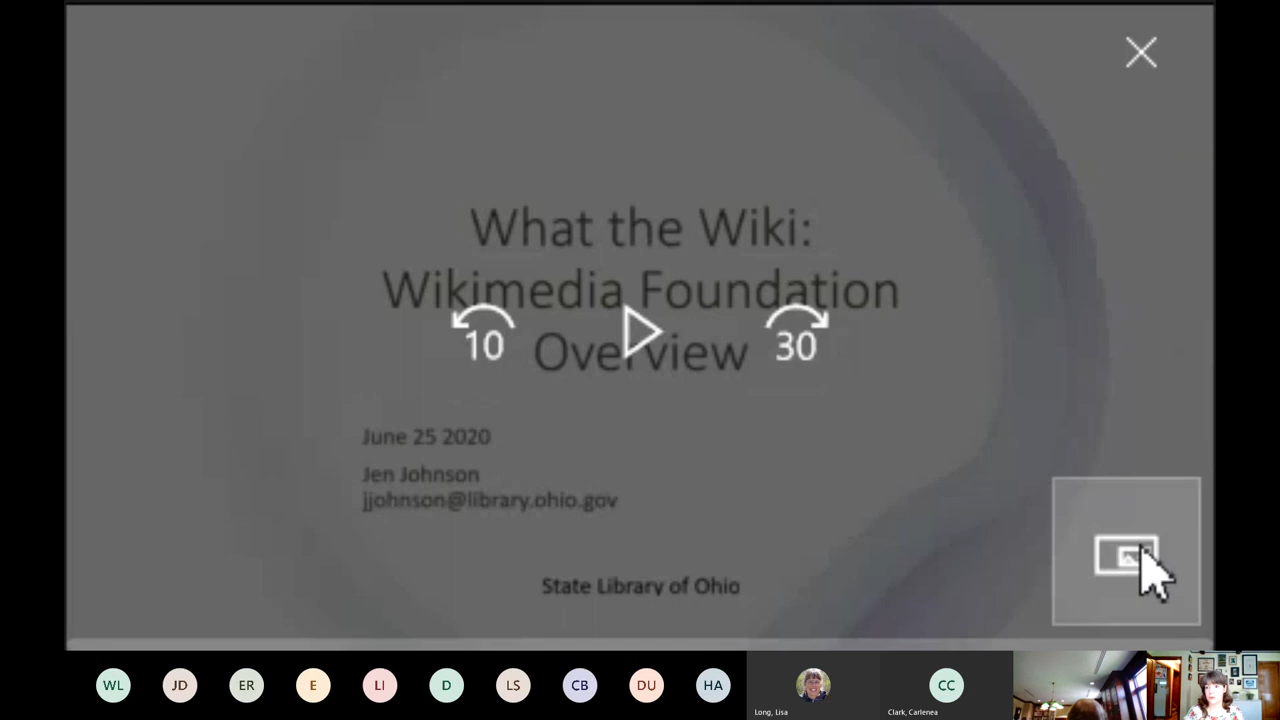 What the Wiki:
Wikimedia Foundation
Overview
10
30
June 25 2020
Jen Johnson
jjohnson@library.ohio.gov
State Library of Ohio
WL
JD
ER
E
LI
D
LS
CB
DU
HA
CC
Long, Lisa
Clark, Carlenea